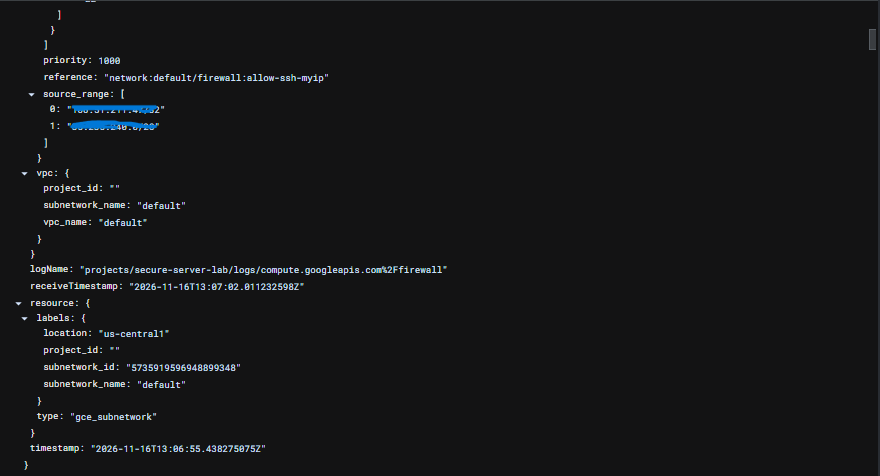 ]
}
]
priority: 1000
reference: "network:default/firewall:allow-ssh-myip"
source_range: [
0: "
1: "
]
}
vpc: {
project_id: ""
subnetwork_name: "default"
vpc_name: "default"
}
}
logName: "projects/secure-server-lab/logs/compute.googleapis.com%2Ffirewall"
receiveTimestamp: "2026-11-16T13:07:02.011232598Z"
resource: {
labels: {
location: "us-central1"
project_id: ""
subnetwork_id: "5735919596948899348"
subnetwork_name: "default"
}
type: "gce_subnetwork"
}
timestamp: "2026-11-16T13:06:55.438275075Z"
}